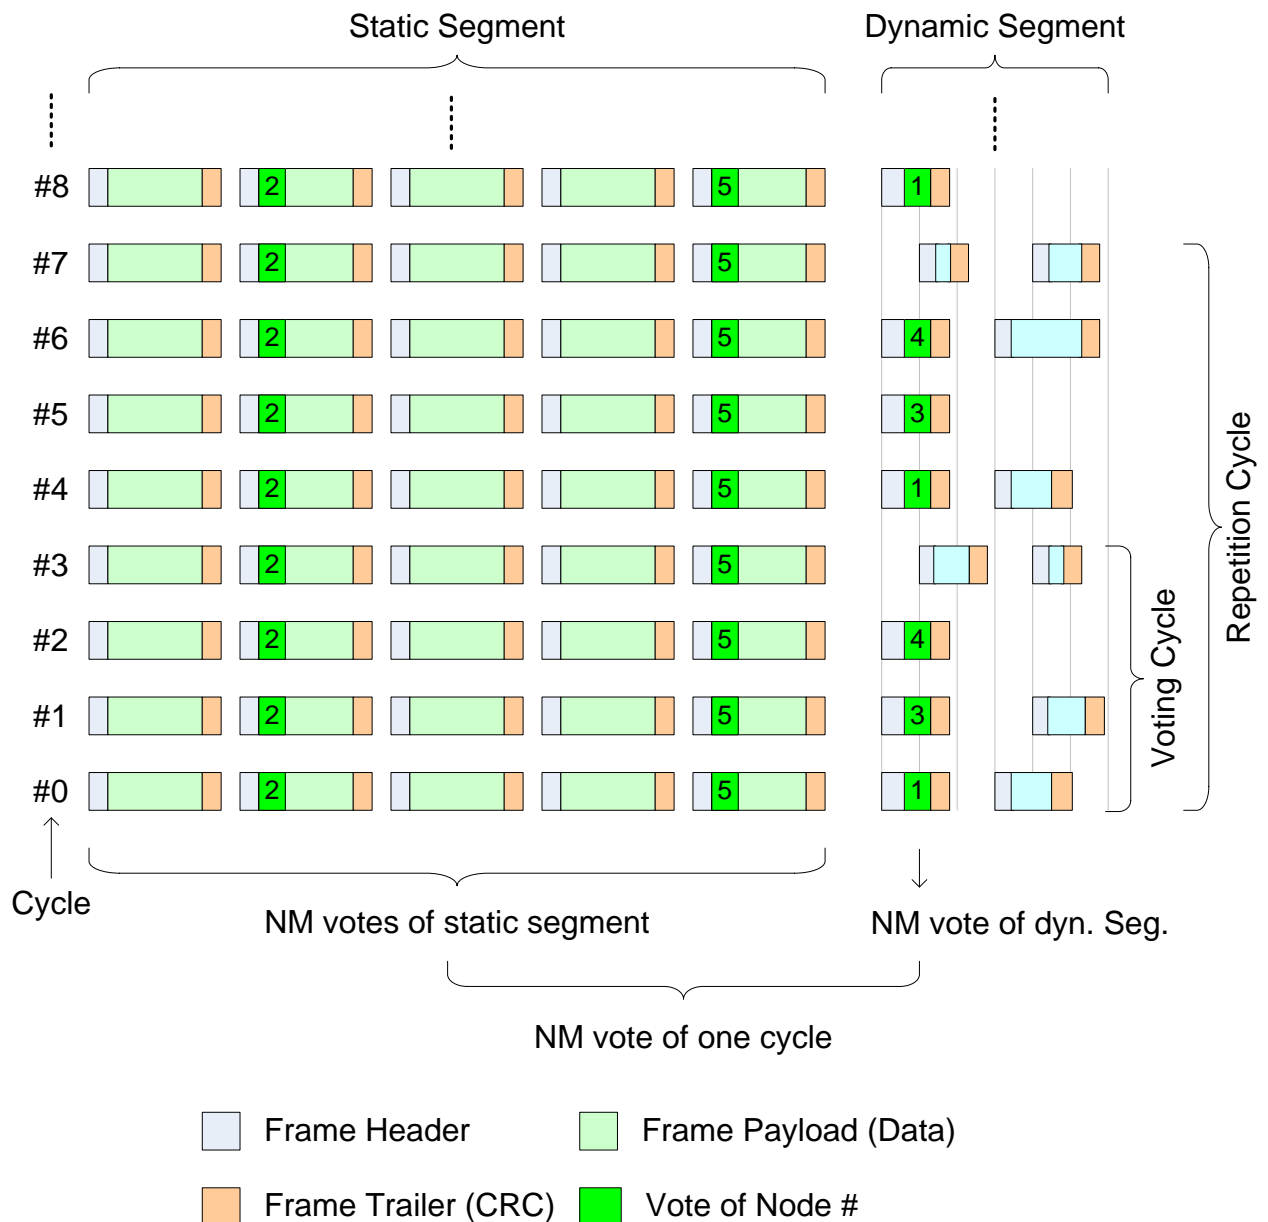 Static Segment Dynamic Segment
#8 2 5 1
#7 2 5
#6 2 5 4
#5 2 5 3
#4 2 5 1
#3 2 5
#2 2 5 4
#1 2 5 3
#0 2 5 1
Voting Cycle
Repetition Cycle
Cycle
NM votes of static segment NM vote of dyn. Seg.
NM vote of one cycle
Frame Header Frame Payload (Data)
Frame Trailer (CRC) Vote of Node #